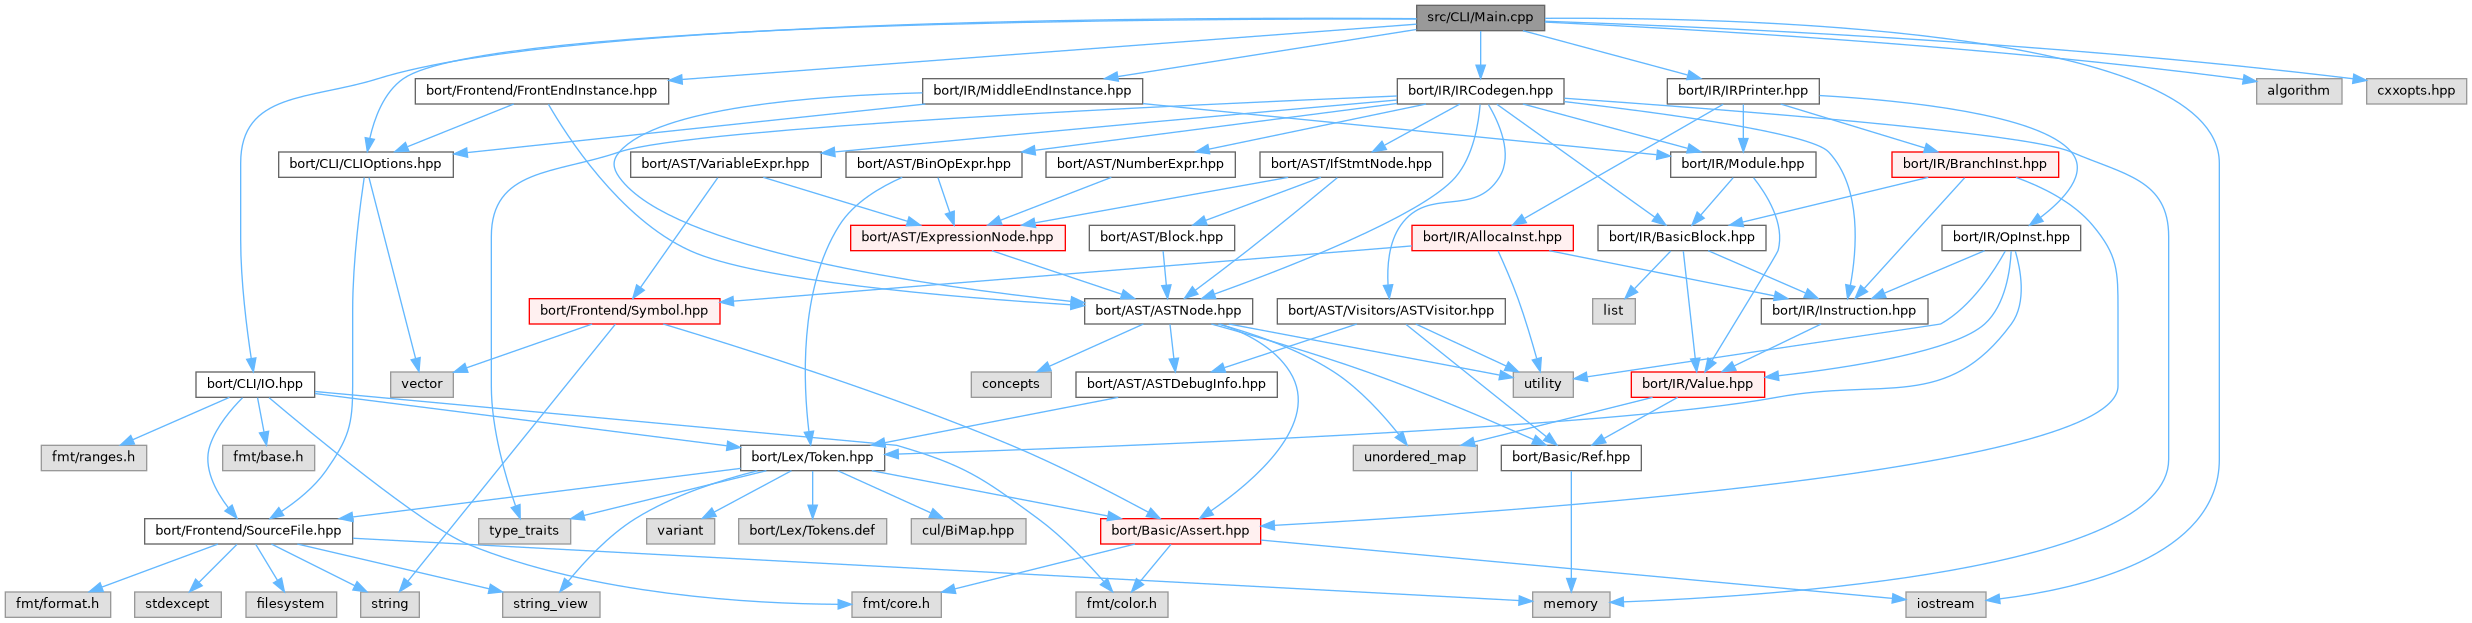 src/CLI/Main.cpp
bort/Frontend/FrontEndInstance.hpp
bort/IR/MiddleEndInstance.hpp
bort/IR/IRCodegen.hpp
bort/IR/IRPrinter.hpp
algorithm
cxxopts.hpp
bort/CLI/CLIOptions.hpp
bort/AST/VariableExpr.hpp
bort/AST/BinOpExpr.hpp
bort/AST/NumberExpr.hpp
bort/AST/IfStmtNode.hpp
bort/IR/Module.hpp
bort/IR/BranchInst.hpp
bort/AST/ExpressionNode.hpp
bort/AST/Block.hpp
bort/IR/AllocaInst.hpp
bort/IR/BasicBlock.hpp
bort/IR/OpInst.hpp
bort/Frontend/Symbol.hpp
bort/AST/ASTNode.hpp
bort/AST/Visitors/ASTVisitor.hpp
list
bort/IR/Instruction.hpp
bort/CLI/IO.hpp
vector
concepts
bort/AST/ASTDebugInfo.hpp
utility
bort/IR/Value.hpp
fmt/ranges.h
fmt/base.h
bort/Lex/Token.hpp
unordered_map
bort/Basic/Ref.hpp
bort/Frontend/SourceFile.hpp
type_traits
variant
bort/Lex/Tokens.def
cul/BiMap.hpp
bort/Basic/Assert.hpp
fmt/format.h
stdexcept
filesystem
string
string_view
fmt/core.h
fmt/color.h
memory
iostream